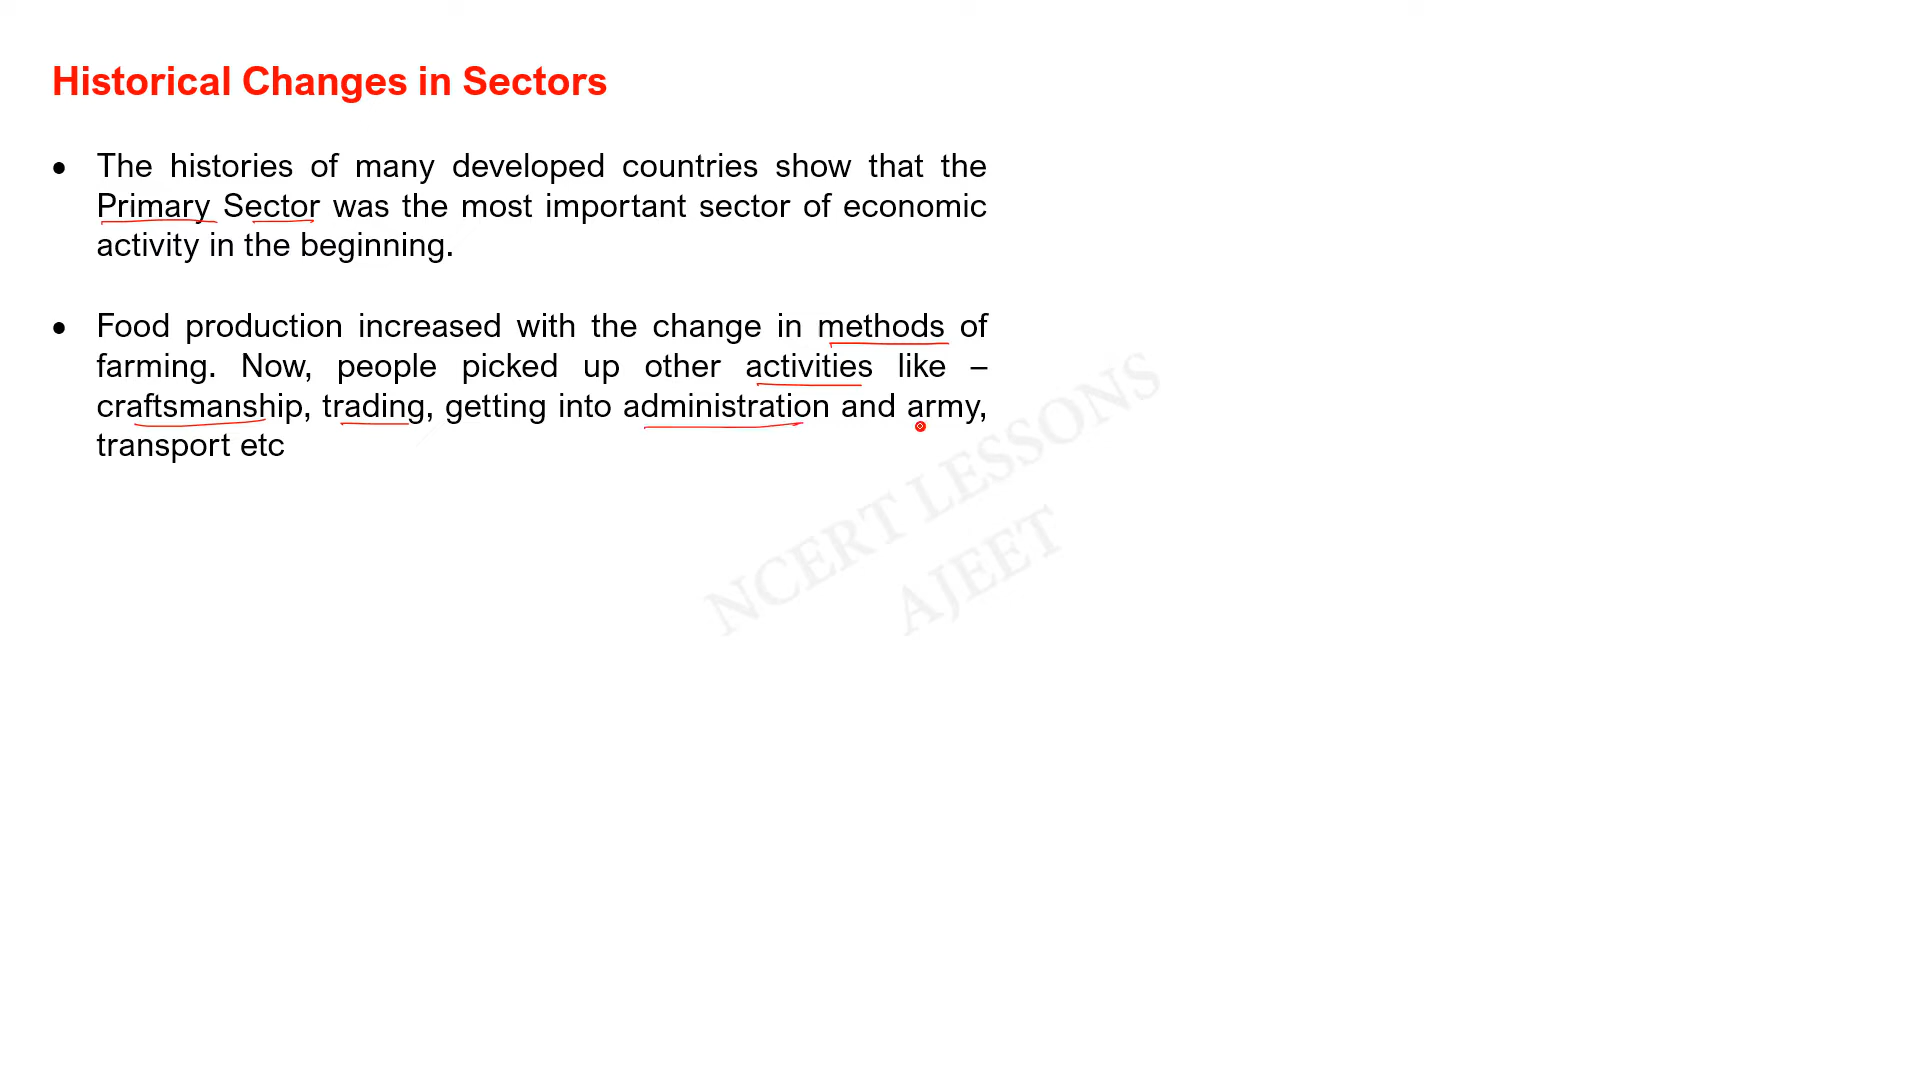 Historical Changes in Sectors
• The histories of many developed countries show that the
Primary Sector was the most important sector of economic
activity in the beginning.
• Food production increased with the change in methods of
farming. Now, people picked up other activities like –
craftsmanship, trading, getting into administration and army,
transport etc
NCERT LESSONS
AJEET